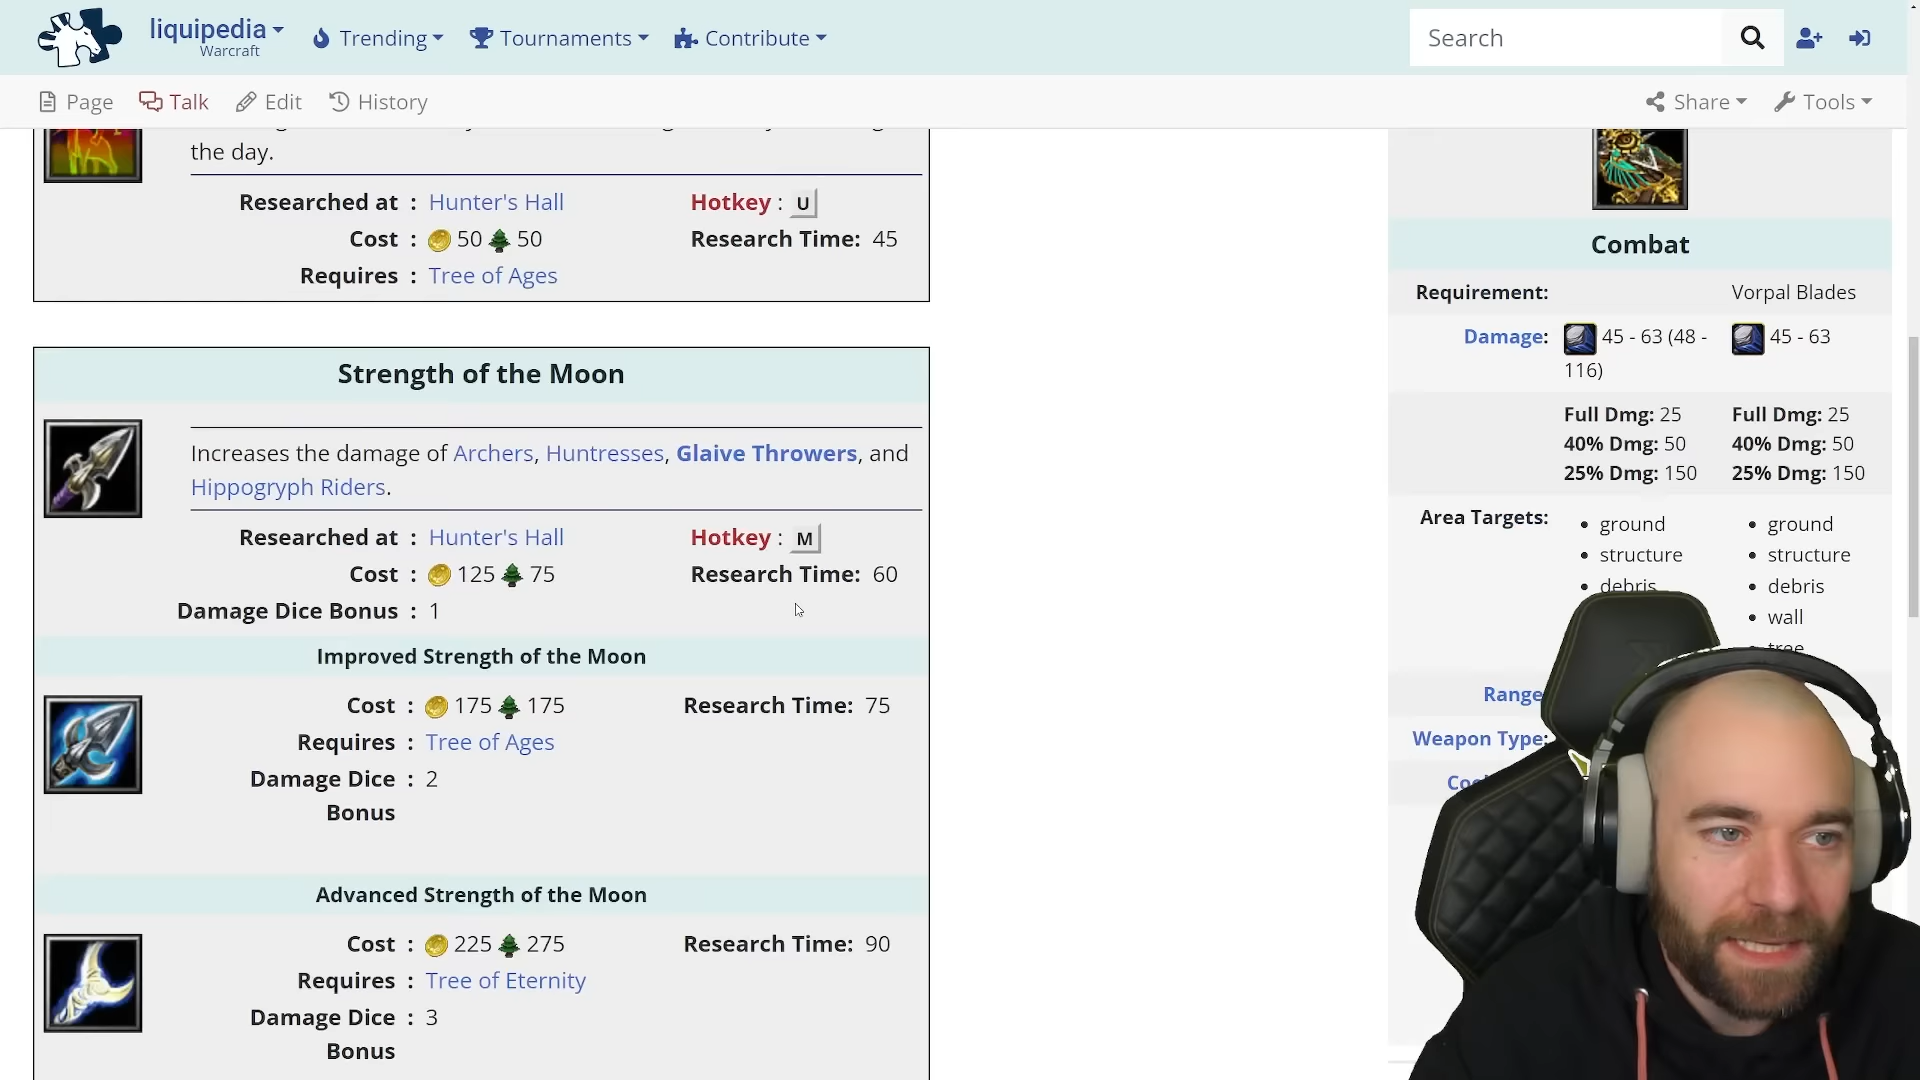 liquipedia
Warcraft
Trending
Tournaments
Contribute
Search
Page
Talk
Edit
History
Share
Tools
the day.
Researched at : Hunter's Hall
Hotkey : U
Cost : 50 50
Research Time: 45
Requires : Tree of Ages
Strength of the Moon
Increases the damage of Archers, Huntresses, Glaive Throwers, and
Hippogryph Riders.
Researched at : Hunter's Hall
Hotkey : M
Cost : 125 75
Research Time: 60
Damage Dice Bonus : 1
Improved Strength of the Moon
Cost : 175 175
Research Time: 75
Requires : Tree of Ages
Damage Dice : 2
Bonus
Advanced Strength of the Moon
Cost : 225 275
Research Time: 90
Requires : Tree of Eternity
Damage Dice : 3
Bonus
Combat
Requirement:
Vorpal Blades
Damage:
45 - 63 (48 -
116)
45 - 63
Full Dmg: 25
40% Dmg: 50
25% Dmg: 150
Full Dmg: 25
40% Dmg: 50
25% Dmg: 150
Area Targets:
• ground
• structure
• debris
• ground
• structure
• debris
• wall
• tree
Range
Weapon Type: